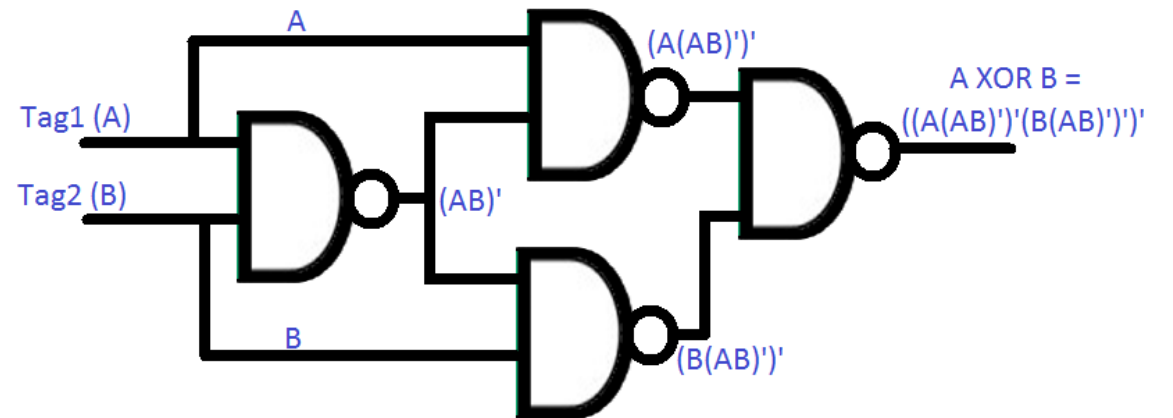 A
(A(AB)')'
A XOR B =
((A(AB)')'(B(AB)')')'
Tag1 (A)
Tag2 (B)
(AB)'
B
(B(AB)')'